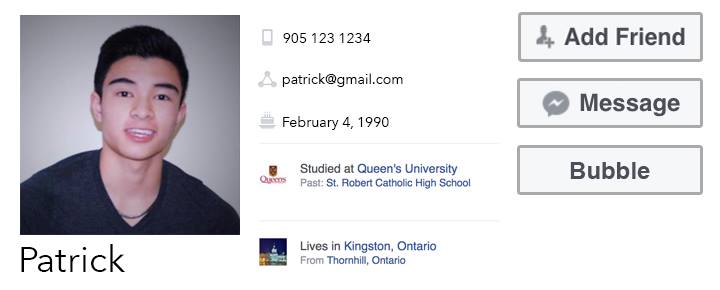 905 123 1234
patrick@gmail.com
February 4, 1990
Queens
Studied at Queen's University
Past: St. Robert Catholic High School
Lives in Kingston, Ontario
From Thornhill, Ontario
Patrick
Add Friend
Message
Bubble